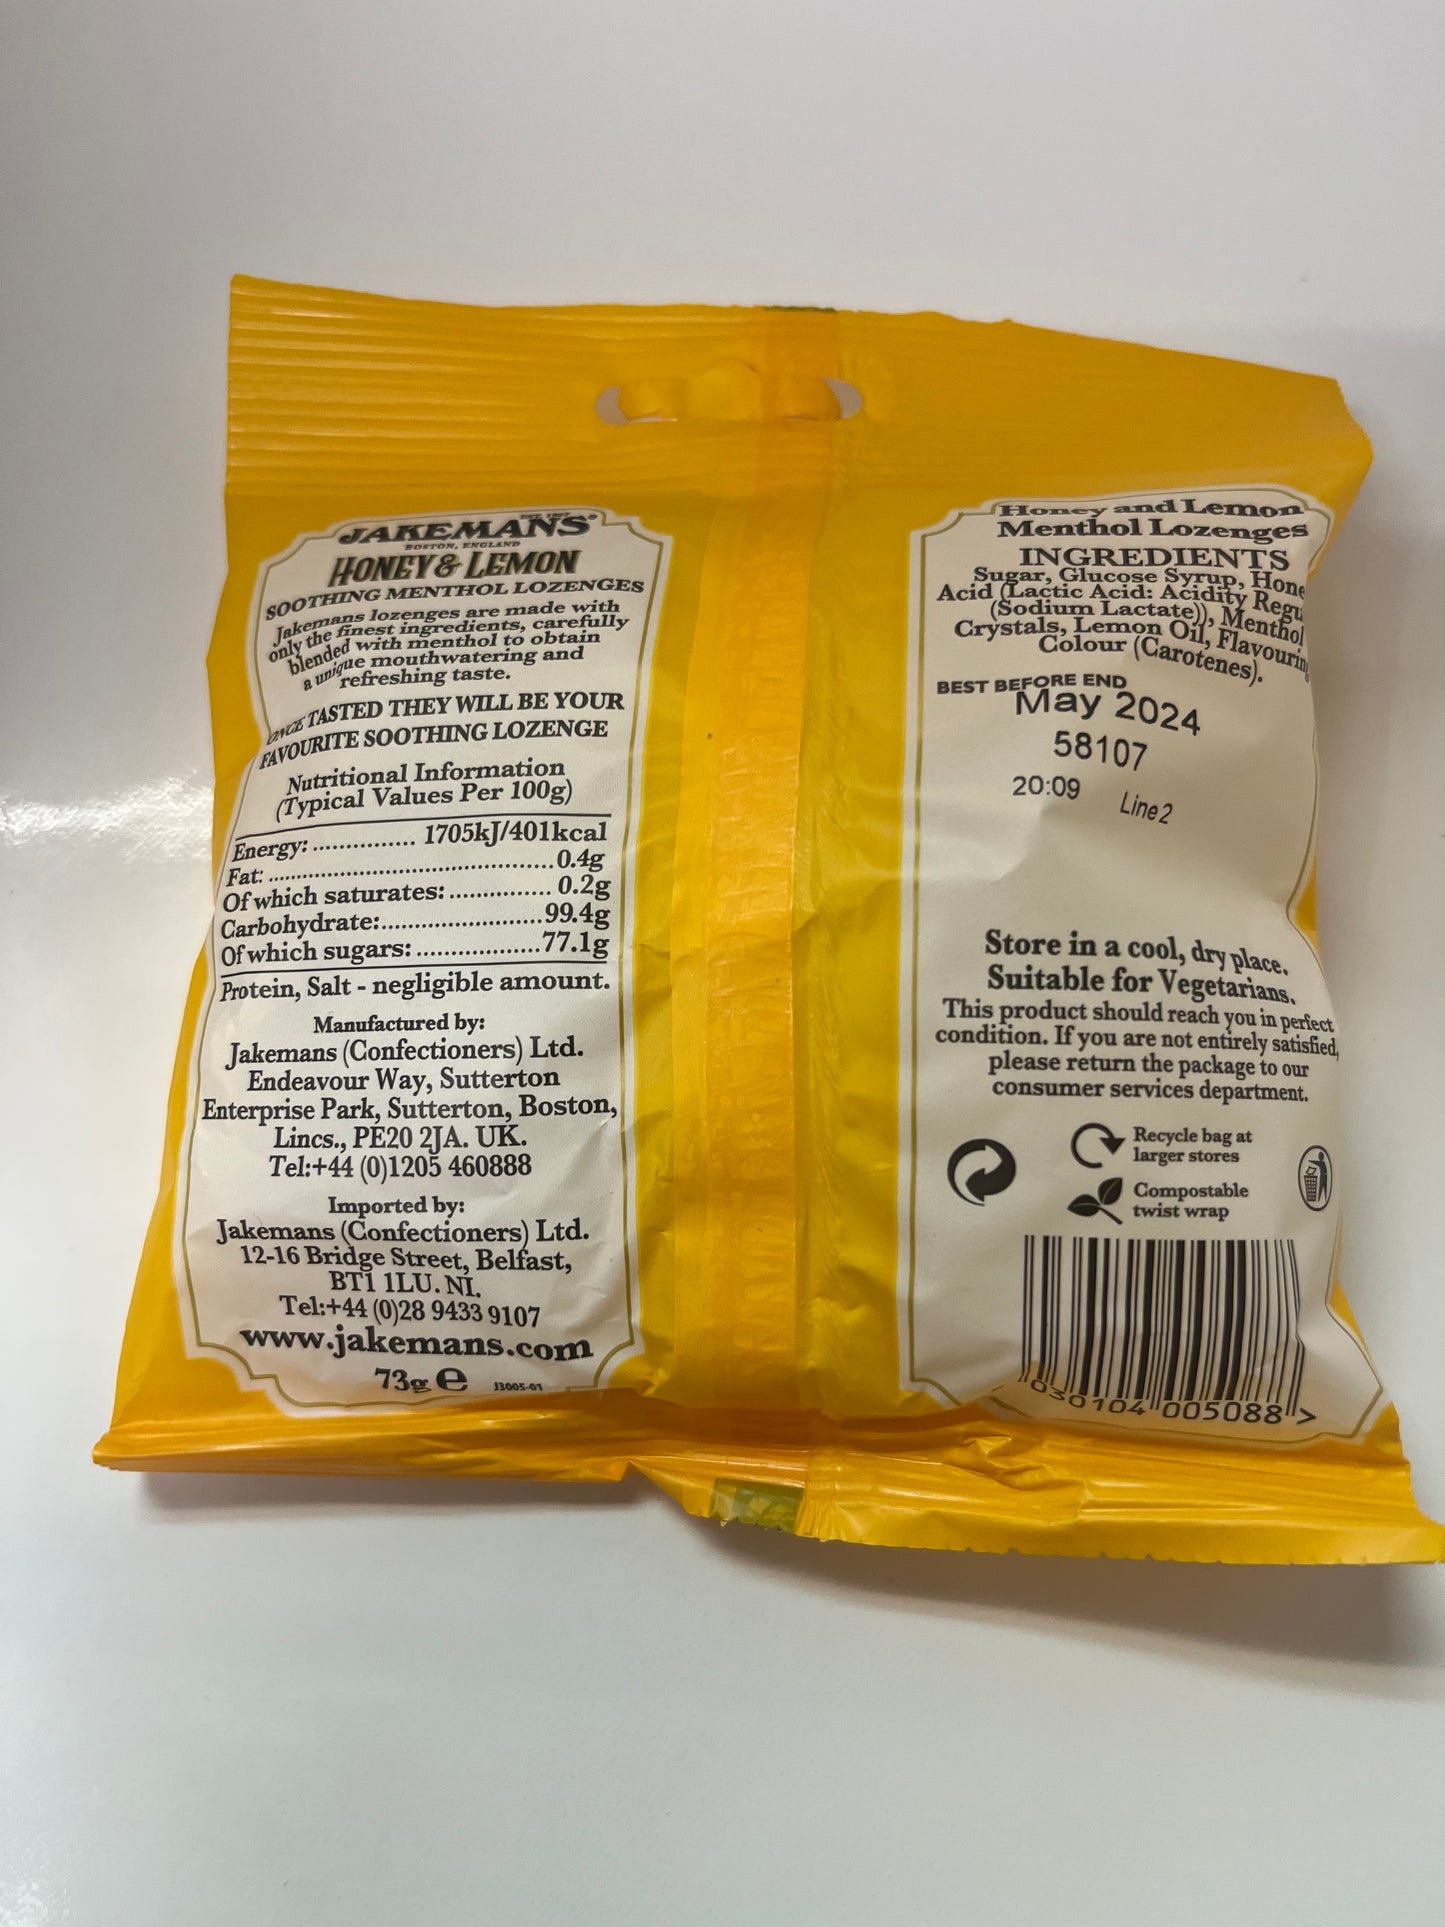 JAKEMANS®
BOSTON, ENGLAND
HONEY & LEMON
SOOTHING MENTHOL LOZENGES
Jakemans lozenges are made with
only the finest ingredients, carefully
blended with menthol to obtain
a unique mouthwatering and
refreshing taste.
ONCE TASTED THEY WILL BE YOUR
FAVOURITE SOOTHING LOZENGE
Nutritional Information
(Typical Values Per 100g)
Energy: ............... 1705kJ/401kcal
Fat: ................................................0.4g
Of which saturates: ............... 0.2g
Carbohydrate:.......................99.4g
Of which sugars: ..................77.1g
Protein, Salt - negligible amount.
Manufactured by:
Jakemans (Confectioners) Ltd.
Endeavour Way, Sutterton
Enterprise Park, Sutterton, Boston,
Lincs., PE20 2JA. UK.
Tel:+44 (0)1205 460888
Imported by:
Jakemans (Confectioners) Ltd.
12-16 Bridge Street, Belfast,
BT1 1LU. NI.
Tel:+44 (0)28 9433 9107
www.jakemans.com
73g e J3005-01
Honey and Lemon
Menthol Lozenges
INGREDIENTS
Sugar, Glucose Syrup, Hone
Acid (Lactic Acid: Acidity Regu
(Sodium Lactate)), Menthol
Crystals, Lemon Oil, Flavourin
Colour (Carotenes).
BEST BEFORE END
May 2024
58107
20:09 Line 2
Store in a cool, dry place.
Suitable for Vegetarians.
This product should reach you in perfect
condition. If you are not entirely satisfied,
please return the package to our
consumer services department.
Recycle bag at
larger stores
Compostable
twist wrap
030104 005088 >